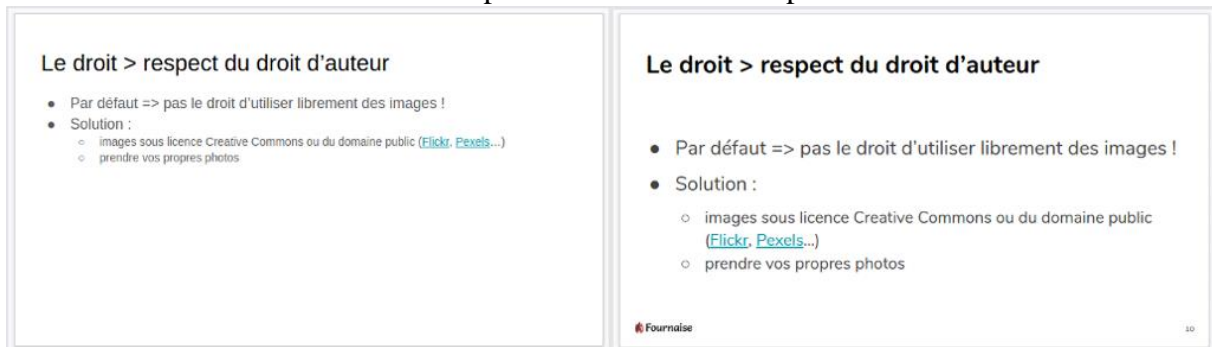 Le droit > respect du droit d’auteur
● Par défaut => pas le droit d’utiliser librement des images !
● Solution :
○ images sous licence Creative Commons ou du domaine public (Flickr, Pexels...)
○ prendre vos propres photos
Le droit > respect du droit d’auteur
● Par défaut => pas le droit d’utiliser librement des images !
● Solution :
○ images sous licence Creative Commons ou du domaine public
(Flickr, Pexels...)
○ prendre vos propres photos
Fournaise
10